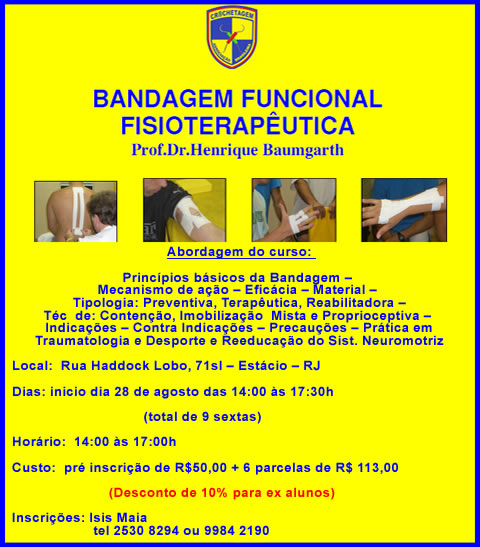 CROCHETAGEM
BANDAGEM FUNCIONAL
FISIOTERAPÊUTICA
Prof.Dr.Henrique Baumgarth
Abordagem do curso:
Princípios básicos da Bandagem –
Mecanismo de ação – Eficácia – Material –
Tipologia: Preventiva, Terapêutica, Reabilitadora –
Téc de: Contenção, Imobilização Mista e Proprioceptiva –
Indicações – Contra Indicações – Precauções – Prática em
Traumatologia e Desporte e Reeducação do Sist. Neuromotriz
Local: Rua Haddock Lobo, 71sl – Estácio – RJ
Dias: inicio dia 28 de agosto das 14:00 às 17:30h
(total de 9 sextas)
Horário: 14:00 às 17:00h
Custo: pré inscrição de R$50,00 + 6 parcelas de R$ 113,00
(Desconto de 10% para ex alunos)
Inscrições: Isis Maia
tel 2530 8294 ou 9984 2190